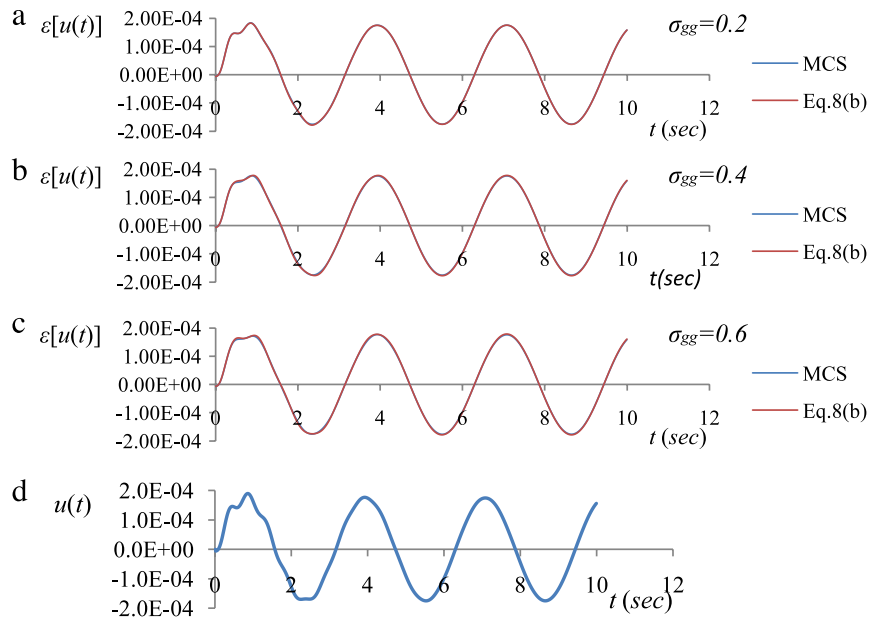 a ε[u(t)] 2.00E-04 σgg=0.2
1.00E-04 MCS
0.00E+00
0 2 4 6 8 10 12
-1.00E-04 Eq.8(b)
-2.00E-04 t (sec)
b ε[u(t)] 2.00E-04 σgg=0.4
1.00E-04 MCS
0.00E+00
0 2 4 6 8 10 12
-1.00E-04 Eq.8(b)
-2.00E-04 t(sec)
c ε[u(t)] 2.00E-04 σgg=0.6
1.00E-04 MCS
0.00E+00
0 2 4 6 8 10 12
-1.00E-04 Eq.8(b)
-2.00E-04 t (sec)
d u(t) 2.0E-04
1.0E-04
0.0E+00
0 2 4 6 8 10 12
-1.0E-04
-2.0E-04 t (sec)